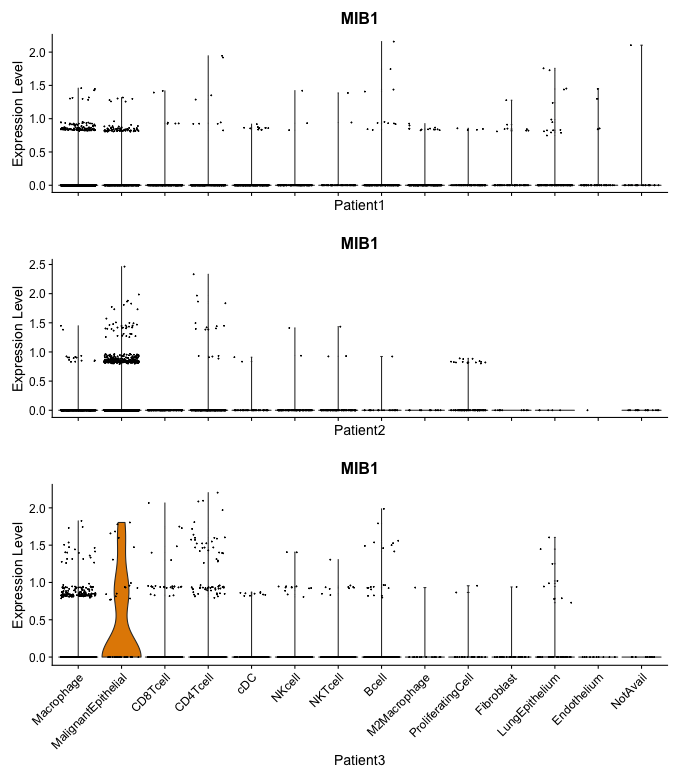 MIB1
Expression Level
2.0
1.5
1.0
0.5
0.0
Patient1
MIB1
Expression Level
2.5
2.0
1.5
1.0
0.5
0.0
Patient2
MIB1
Expression Level
2.0
1.5
1.0
0.5
0.0
Macrophage
MalignantEpithelial
CD8Tcell
CD4Tcell
cDC
NKcell
NKTcell
Bcell
M2Macrophage
ProliferatingCell
Fibroblast
LungEpithelium
Endothelium
NotAvail
Patient3